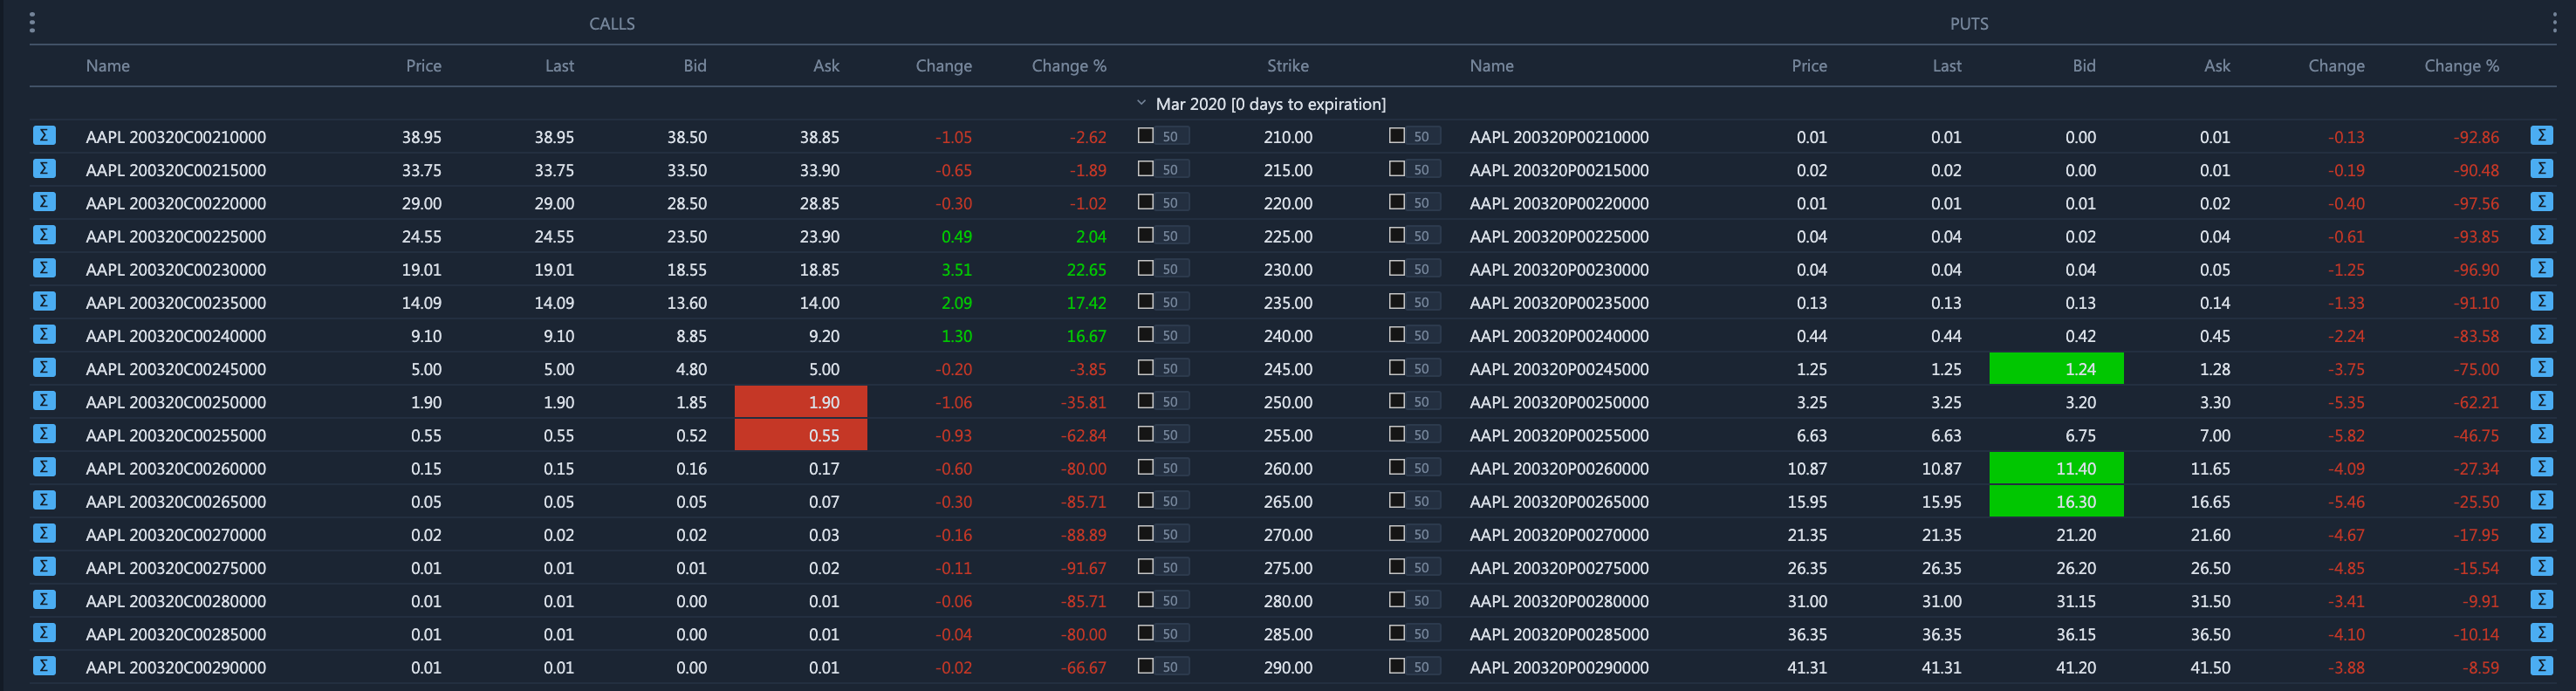 CALLS PUTS
Name Price Last Bid Ask Change Change % Strike Name Price Last Bid Ask Change Change %
Mar 2020 [0 days to expiration]
Σ AAPL 200320C00210000 38.95 38.95 38.50 38.85 -1.05 -2.62 50 210.00 50 AAPL 200320P00210000 0.01 0.01 0.00 0.01 -0.13 -92.86 Σ
Σ AAPL 200320C00215000 33.75 33.75 33.50 33.90 -0.65 -1.89 50 215.00 50 AAPL 200320P00215000 0.02 0.02 0.00 0.01 -0.19 -90.48 Σ
Σ AAPL 200320C00220000 29.00 29.00 28.50 28.85 -0.30 -1.02 50 220.00 50 AAPL 200320P00220000 0.01 0.01 0.01 0.02 -0.40 -97.56 Σ
Σ AAPL 200320C00225000 24.55 24.55 23.50 23.90 0.49 2.04 50 225.00 50 AAPL 200320P00225000 0.04 0.04 0.02 0.04 -0.61 -93.85 Σ
Σ AAPL 200320C00230000 19.01 19.01 18.55 18.85 3.51 22.65 50 230.00 50 AAPL 200320P00230000 0.04 0.04 0.04 0.05 -1.25 -96.90 Σ
Σ AAPL 200320C00235000 14.09 14.09 13.60 14.00 2.09 17.42 50 235.00 50 AAPL 200320P00235000 0.13 0.13 0.13 0.14 -1.33 -91.10 Σ
Σ AAPL 200320C00240000 9.10 9.10 8.85 9.20 1.30 16.67 50 240.00 50 AAPL 200320P00240000 0.44 0.44 0.42 0.45 -2.24 -83.58 Σ
Σ AAPL 200320C00245000 5.00 5.00 4.80 5.00 -0.20 -3.85 50 245.00 50 AAPL 200320P00245000 1.25 1.25 1.24 1.28 -3.75 -75.00 Σ
Σ AAPL 200320C00250000 1.90 1.90 1.85 1.90 -1.06 -35.81 50 250.00 50 AAPL 200320P00250000 3.25 3.25 3.20 3.30 -5.35 -62.21 Σ
Σ AAPL 200320C00255000 0.55 0.55 0.52 0.55 -0.93 -62.84 50 255.00 50 AAPL 200320P00255000 6.63 6.63 6.75 7.00 -5.82 -46.75 Σ
Σ AAPL 200320C00260000 0.15 0.15 0.16 0.17 -0.60 -80.00 50 260.00 50 AAPL 200320P00260000 10.87 10.87 11.40 11.65 -4.09 -27.34 Σ
Σ AAPL 200320C00265000 0.05 0.05 0.05 0.07 -0.30 -85.71 50 265.00 50 AAPL 200320P00265000 15.95 15.95 16.30 16.65 -5.46 -25.50 Σ
Σ AAPL 200320C00270000 0.02 0.02 0.02 0.03 -0.16 -88.89 50 270.00 50 AAPL 200320P00270000 21.35 21.35 21.20 21.60 -4.67 -17.95 Σ
Σ AAPL 200320C00275000 0.01 0.01 0.01 0.02 -0.11 -91.67 50 275.00 50 AAPL 200320P00275000 26.35 26.35 26.20 26.50 -4.85 -15.54 Σ
Σ AAPL 200320C00280000 0.01 0.01 0.00 0.01 -0.06 -85.71 50 280.00 50 AAPL 200320P00280000 31.00 31.00 31.15 31.50 -3.41 -9.91 Σ
Σ AAPL 200320C00285000 0.01 0.01 0.00 0.01 -0.04 -80.00 50 285.00 50 AAPL 200320P00285000 36.35 36.35 36.15 36.50 -4.10 -10.14 Σ
Σ AAPL 200320C00290000 0.01 0.01 0.00 0.01 -0.02 -66.67 50 290.00 50 AAPL 200320P00290000 41.31 41.31 41.20 41.50 -3.88 -8.59 Σ